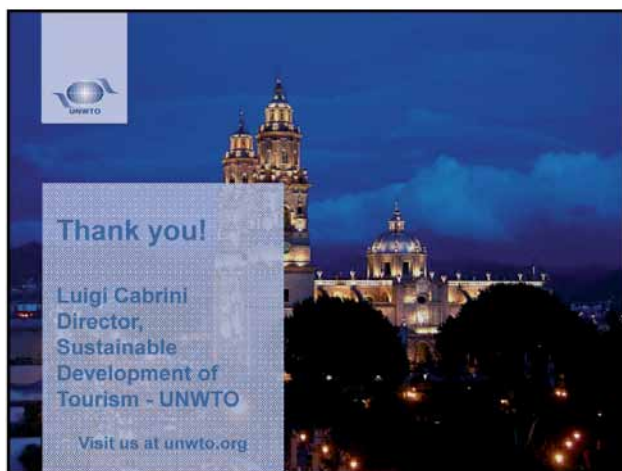 UNWTO
Thank you!
Luigi Cabrini
Director,
Sustainable
Development of
Tourism - UNWTO
Visit us at unwto.org